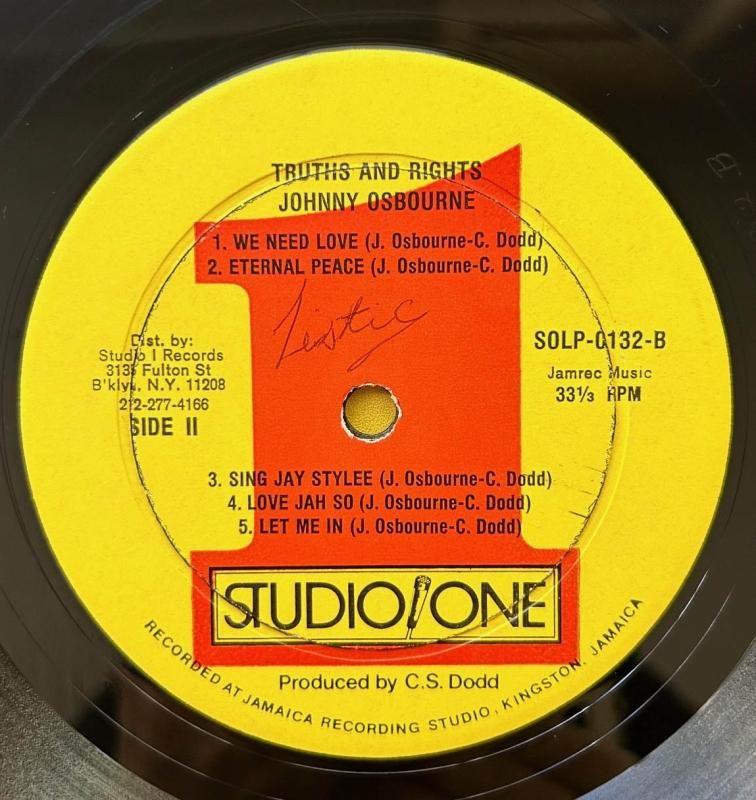 TRUTHS AND RIGHTS
JOHNNY OSBOURNE
1. WE NEED LOVE (J. Osbourne-C. Dodd)
2. ETERNAL PEACE (J. Osbourne-C. Dodd)
Listic
Dist. by:
Studio I Records
3135 Fulton St
B'klyn, N.Y. 11208
212-277-4166
SIDE II
SOLP-0132-B
Jamrec Music
33⅓ RPM
3. SING JAY STYLEE (J. Osbourne-C. Dodd)
4. LOVE JAH SO (J. Osbourne-C. Dodd)
5. LET ME IN (J. Osbourne-C. Dodd)
STUDIO ONE
Produced by C.S. Dodd
RECORDED AT JAMAICA RECORDING STUDIO, KINGSTON, JAMAICA